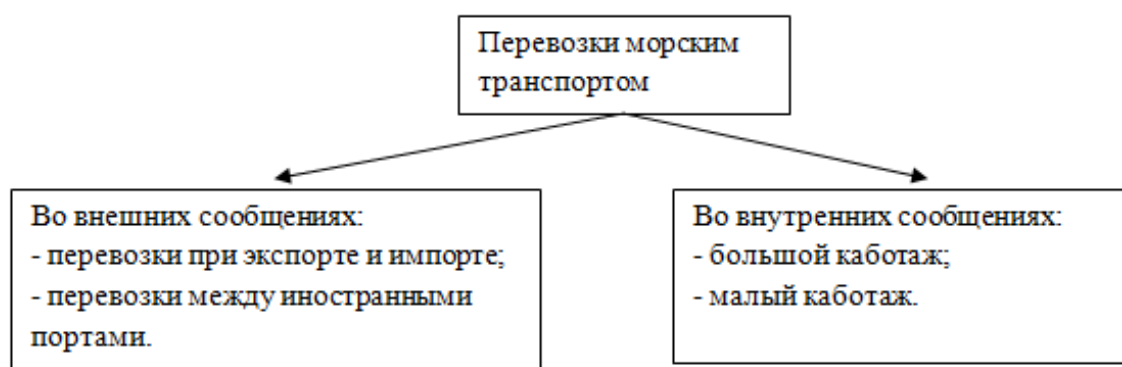 Перевозки морским
транспортом
Во внешних сообщениях:
- перевозки при экспорте и импорте;
- перевозки между иностранными
портами.
Во внутренних сообщениях:
- большой каботаж;
- малый каботаж.